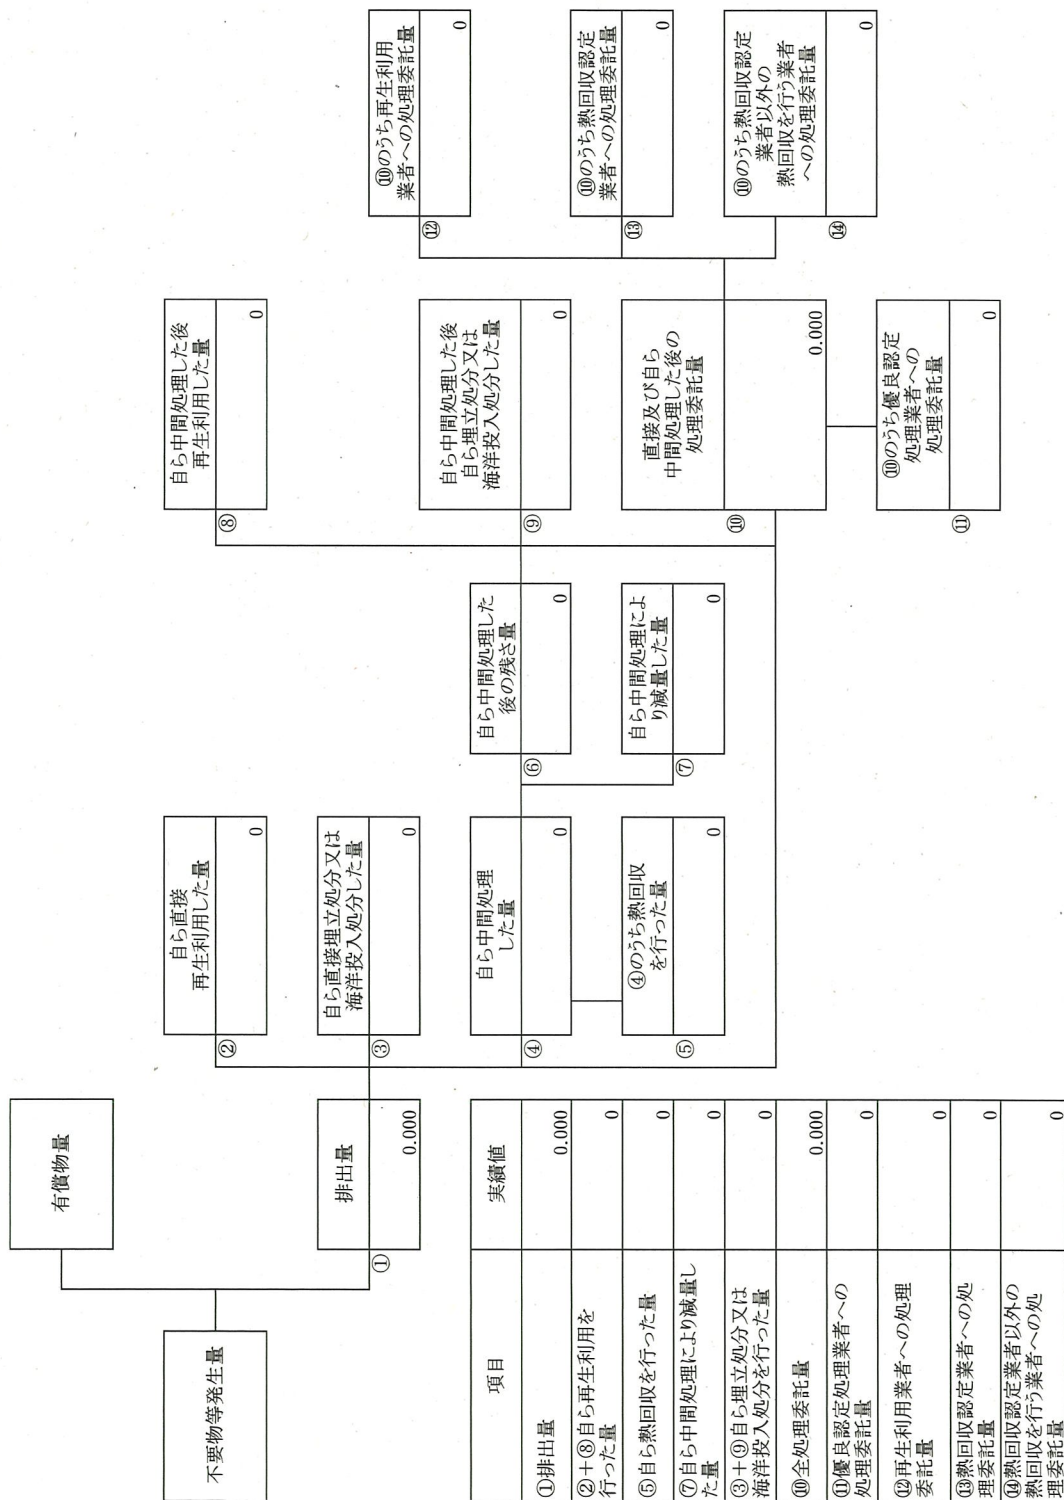 不要物等発生量
有償物量
①
排出量
0.000
②
自ら直接
再生利用した量
0
③
自ら直接埋立処分又は
海洋投入処分した量
0
④
自ら中間処理
した量
0
⑤
④のうち熱回収
を行った量
0
⑥
自ら中間処理した
後の残さ量
0
⑦
自ら中間処理によ
り減量した量
0
⑧
自ら中間処理した後
再生利用した量
0
⑨
自ら中間処理した後
自ら埋立処分又は
海洋投入処分した量
0
⑩
直接及び自ら
中間処理した後の
処理委託量
0.000
⑪
⑩のうち優良認定
処理業者への
処理委託量
0
⑫
⑩のうち再生利用
業者への処理委託量
0
⑬
⑩のうち熱回収認定
業者への処理委託量
0
⑭
⑩のうち熱回収認定
業者以外の
熱回収を行う業者
への処理委託量
0
項目 実績値
①排出量 0.000
②+⑧自ら再生利用を
行った量 0
⑤自ら熱回収を行った量 0
⑦自ら中間処理により減量し
た量 0
③+⑨自ら埋立処分又は
海洋投入処分を行った量 0
⑩全処理委託量 0.000
⑪優良認定処理業者への
処理委託量 0
⑫再生利用業者への処理
委託量 0
⑬熱回収認定業者への処
理委託量 0
⑭熱回収認定業者以外の
熱回収を行う業者への処
理委託量 0